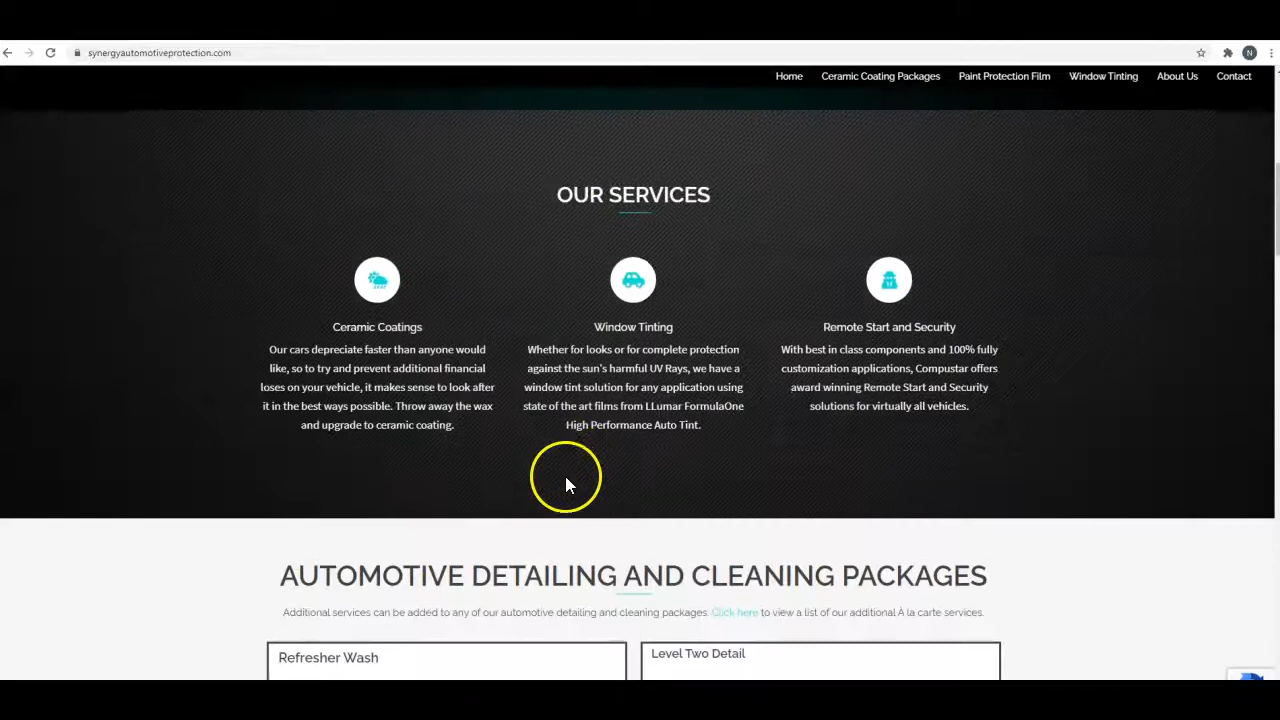 synergyautomotiveprotection.com
N
Home Ceramic Coating Packages Paint Protection Film Window Tinting About Us Contact
OUR SERVICES
Ceramic Coatings
Our cars depreciate faster than anyone would
like, so to try and prevent additional financial
loses on your vehicle, it makes sense to look after
it in the best ways possible. Throw away the wax
and upgrade to ceramic coating.
Window Tinting
Whether for looks or for complete protection
against the sun's harmful UV Rays, we have a
window tint solution for any application using
state of the art films from LLumar FormulaOne
High Performance Auto Tint.
Remote Start and Security
With best in class components and 100% fully
customization applications, Compustar offers
award winning Remote Start and Security
solutions for virtually all vehicles.
AUTOMOTIVE DETAILING AND CLEANING PACKAGES
Additional services can be added to any of our automotive detailing and cleaning packages. Click here to view a list of our additional À la carte services.
Refresher Wash
Level Two Detail